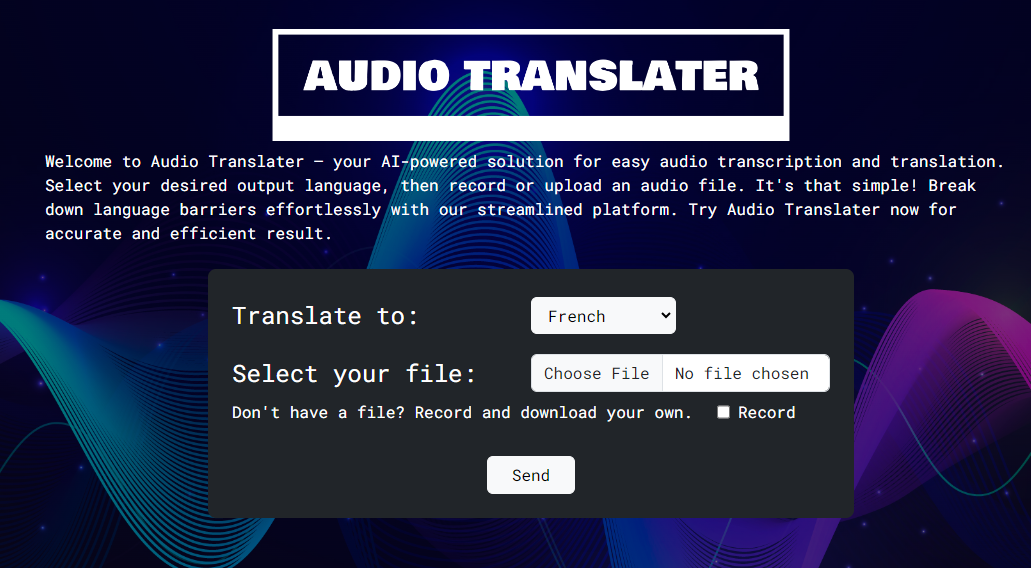 AUDIO TRANSLATER
Welcome to Audio Translater – your AI-powered solution for easy audio transcription and translation.
Select your desired output language, then record or upload an audio file. It's that simple! Break
down language barriers effortlessly with our streamlined platform. Try Audio Translater now for
accurate and efficient result.
Translate to: French
Select your file: Choose File No file chosen
Don't have a file? Record and download your own. Record
Send